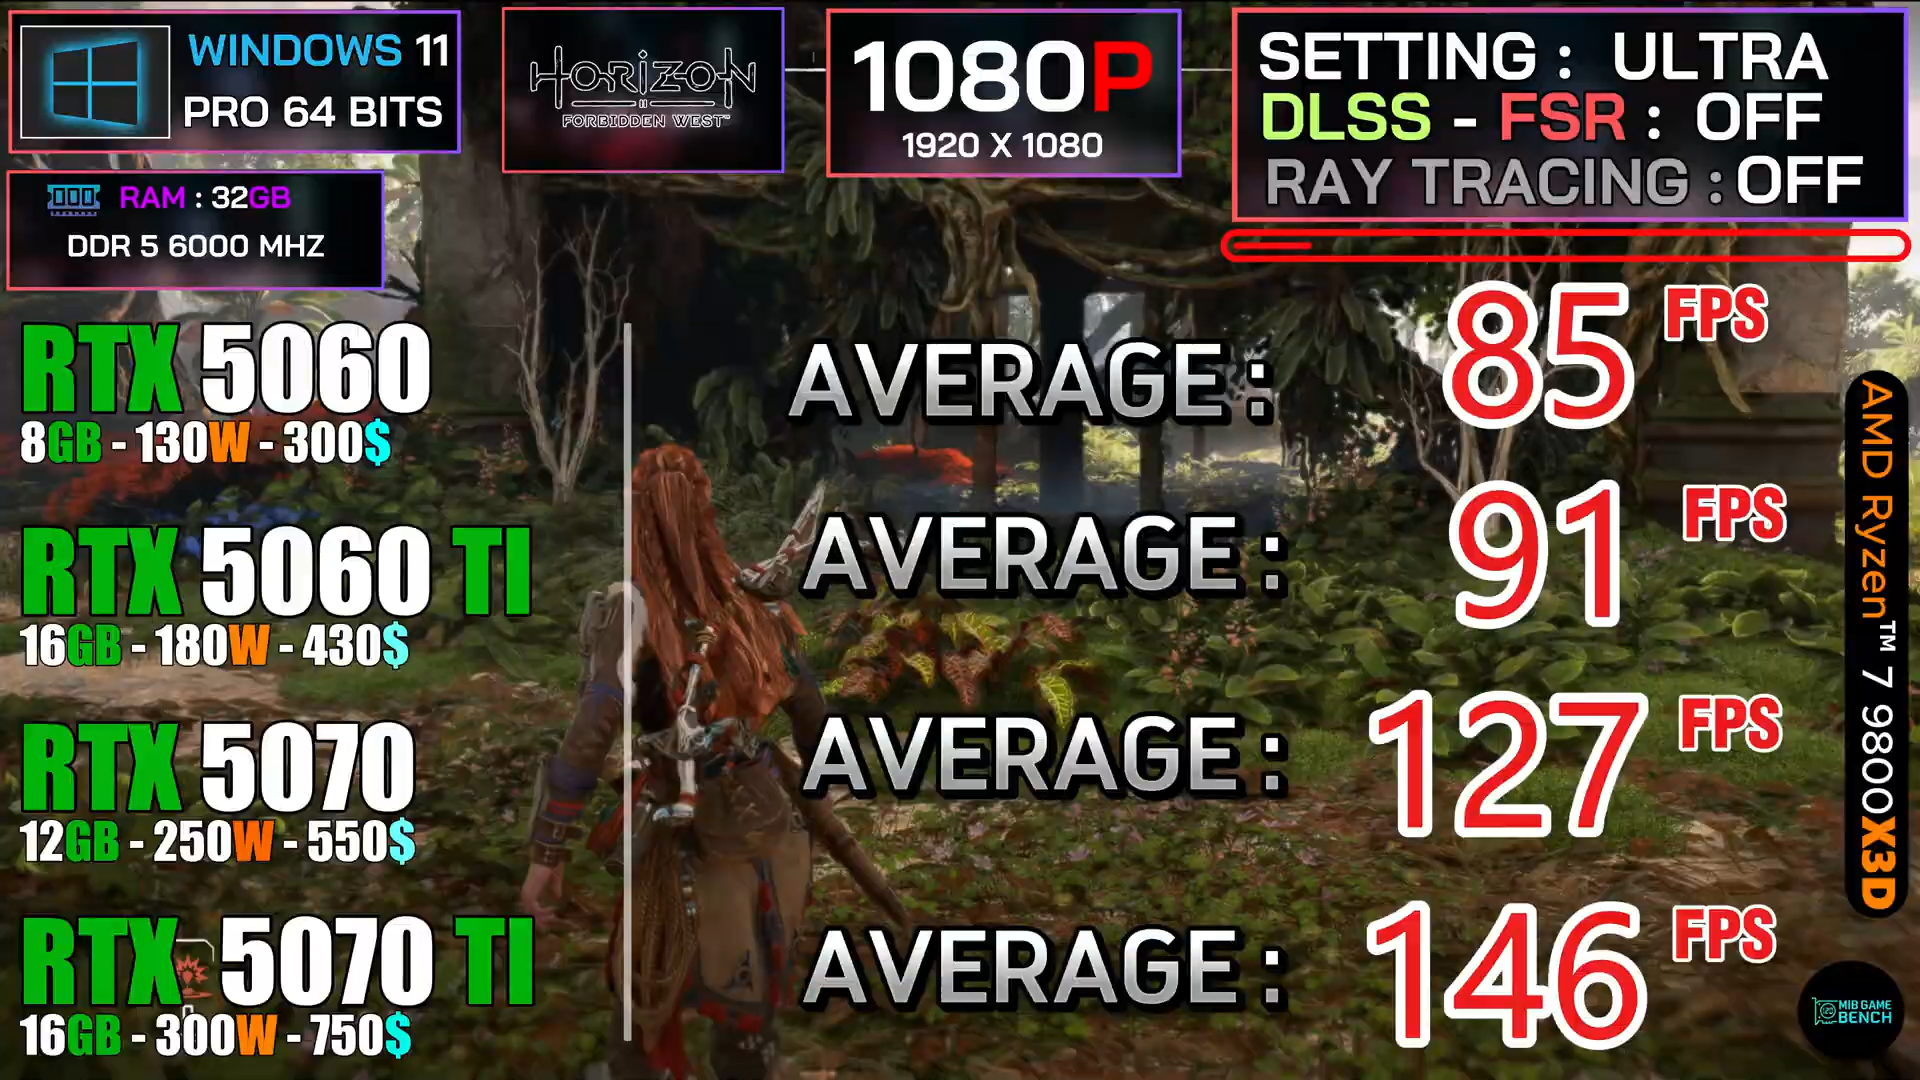 WINDOWS 11
PRO 64 BITS
HORIZON
II
FORBIDDEN WEST™
1080P
1920 X 1080
SETTING : ULTRA
DLSS - FSR : OFF
RAY TRACING : OFF
RAM : 32GB
DDR 5 6000 MHZ
RTX 5060
8GB - 130W - 300$
AVERAGE : 85 FPS
RTX 5060 TI
16GB - 180W - 430$
AVERAGE : 91 FPS
RTX 5070
12GB - 250W - 550$
AVERAGE : 127 FPS
RTX 5070 TI
16GB - 300W - 750$
AVERAGE : 146 FPS
AMD Ryzen™ 7 9800X3D
MIB GAME
BENCH